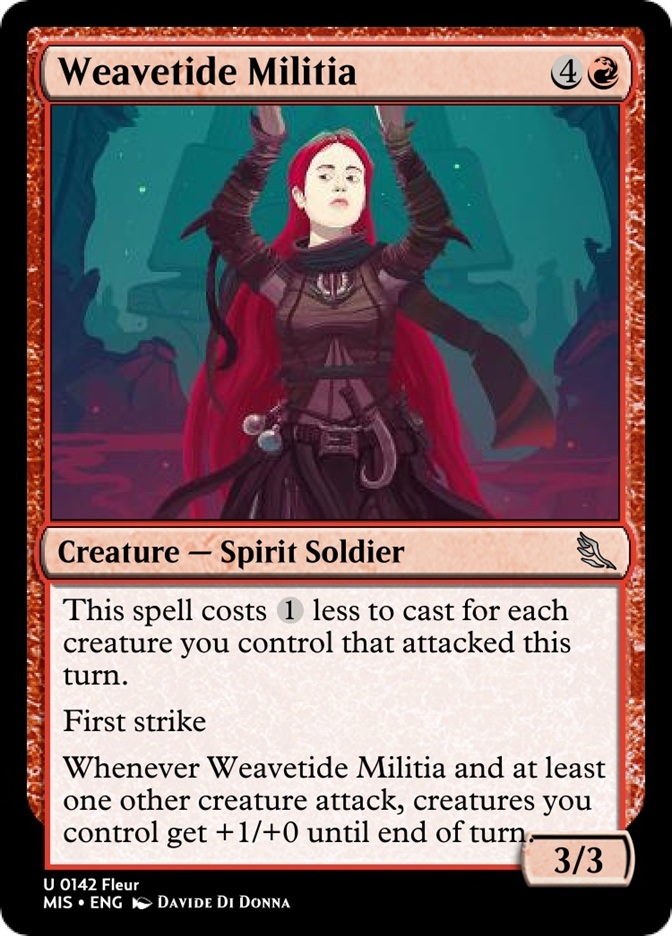 Weavetide Militia 4
Creature — Spirit Soldier
This spell costs 1 less to cast for each
creature you control that attacked this
turn.
First strike
Whenever Weavetide Militia and at least
one other creature attack, creatures you
control get +1/+0 until end of turn.
3/3
U 0142 Fleur
MIS • ENG Davide Di Donna